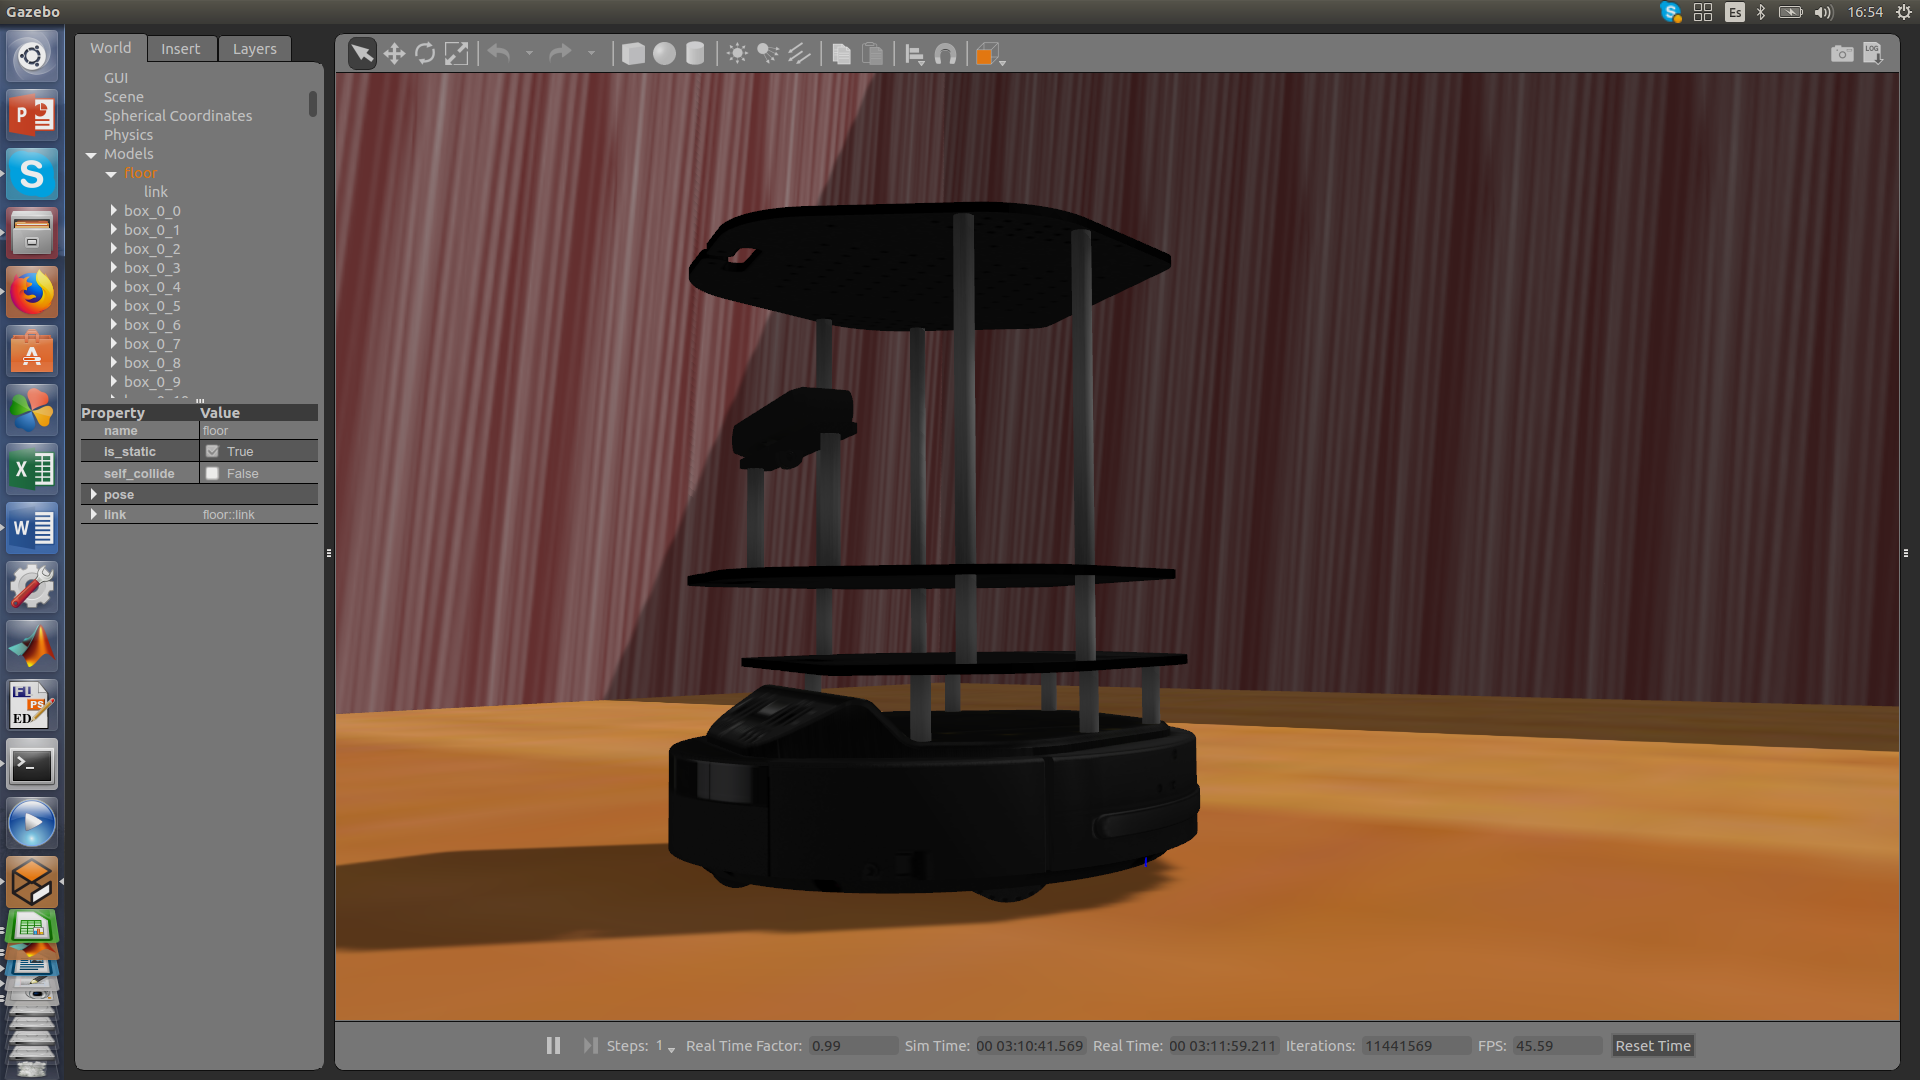 Gazebo
Es
16:54
World
Insert
Layers
LOG
GUI
Scene
Spherical Coordinates
Physics
Models
floor
link
box_0_0
box_0_1
box_0_2
box_0_3
box_0_4
box_0_5
box_0_6
box_0_7
box_0_8
box_0_9
Property Value
name floor
is_static True
self_collide False
pose
link floor::link
Steps: 1 Real Time Factor: 0.99 Sim Time: 00 03:10:41.569 Real Time: 00 03:11:59.211 Iterations: 11441569 FPS: 45.59 Reset Time